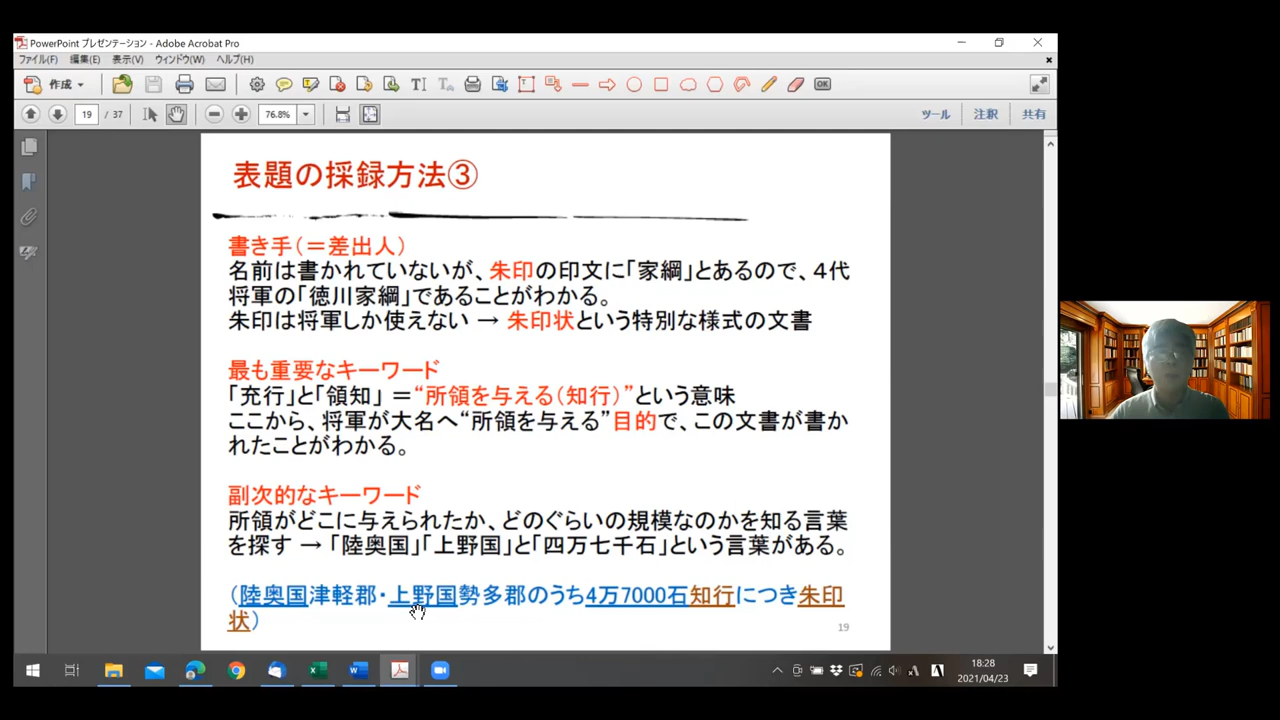 PowerPoint プレゼンテーション - Adobe Acrobat Pro
ファイル(F) 編集(E) 表示(V) ウィンドウ(W) ヘルプ(H)
作成 OK
19 / 37 76.8% ツール 注釈 共有
表題の採録方法③
書き手(＝差出人)
名前は書かれていないが、朱印の印文に「家綱」とあるので、４代
将軍の「徳川家綱」であることがわかる。
朱印は将軍しか使えない → 朱印状という特別な様式の文書
最も重要なキーワード
「充行」と「領知」 ＝“所領を与える(知行)”という意味
ここから、将軍が大名へ“所領を与える”目的で、この文書が書か
れたことがわかる。
副次的なキーワード
所領がどこに与えられたか、どのぐらいの規模なのかを知る言葉
を探す → 「陸奥国」「上野国」と「四万七千石」という言葉がある。
(陸奥国津軽郡・上野国勢多郡のうち4万7000石知行につき朱印
状)
19
18:28
2021/04/23